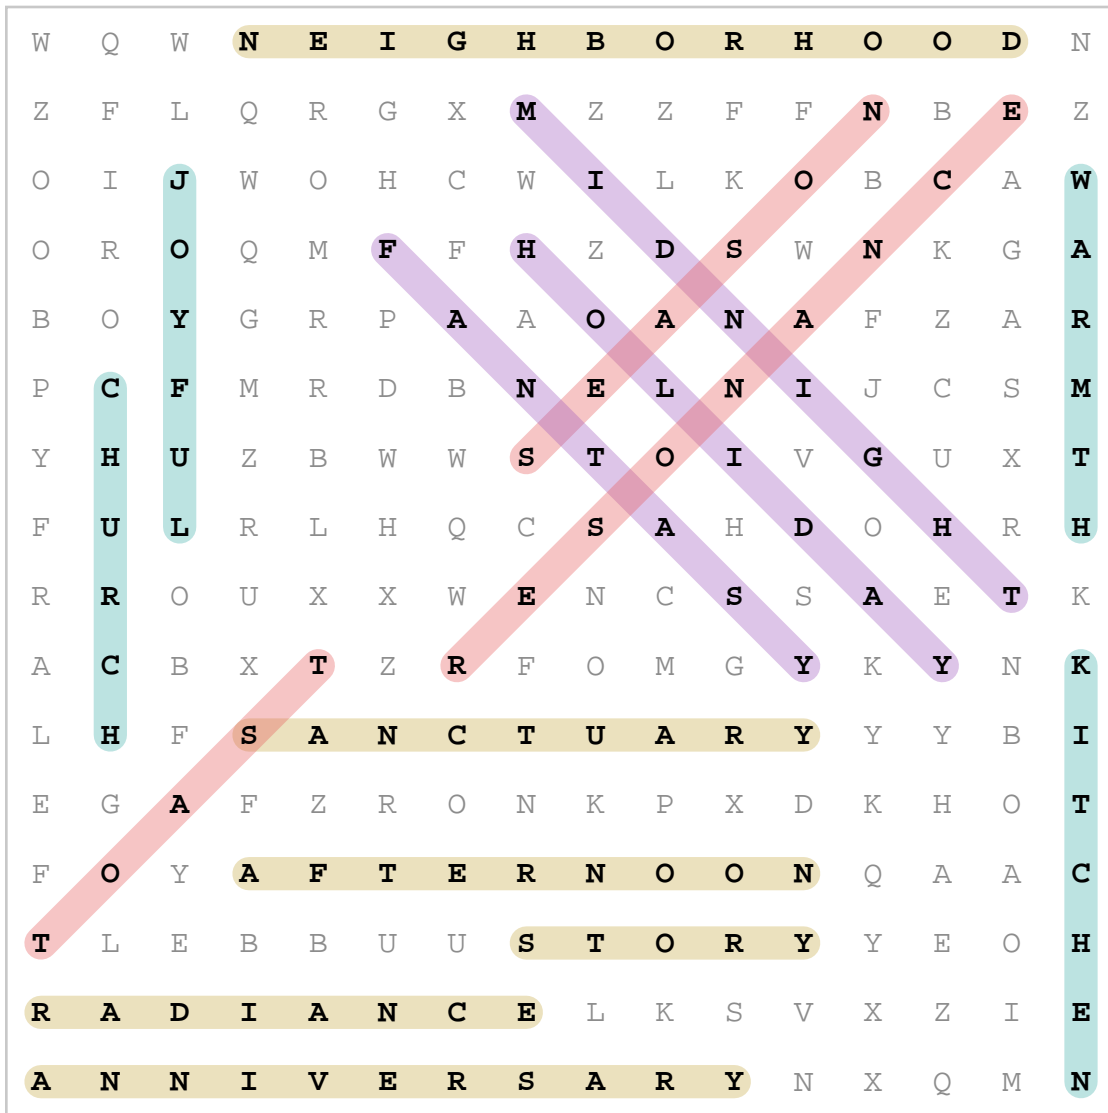 W Q W N E I G H B O R H O O D N
Z F L Q R G X M Z Z F F N B E Z
O I J W O H C W I L K O B C A W
O R O Q M F F H Z D S W N K G A
B O Y G R P A A O A N A F Z A R
P C F M R D B N E L N I J C S M
Y H U Z B W W S T O I V G U X T
F U L R L H Q C S A H D O H R H
R R O U X X W E N C S S A E T K
A C B X T Z R F O M G Y K Y N K
L H F S A N C T U A R Y Y Y B I
E G A F Z R O N K P X D K H O T
F O Y A F T E R N O O N Q A A C
T L E B B U U S T O R Y Y E O H
R A D I A N C E L K S V X Z I E
A N N I V E R S A R Y N X Q M N